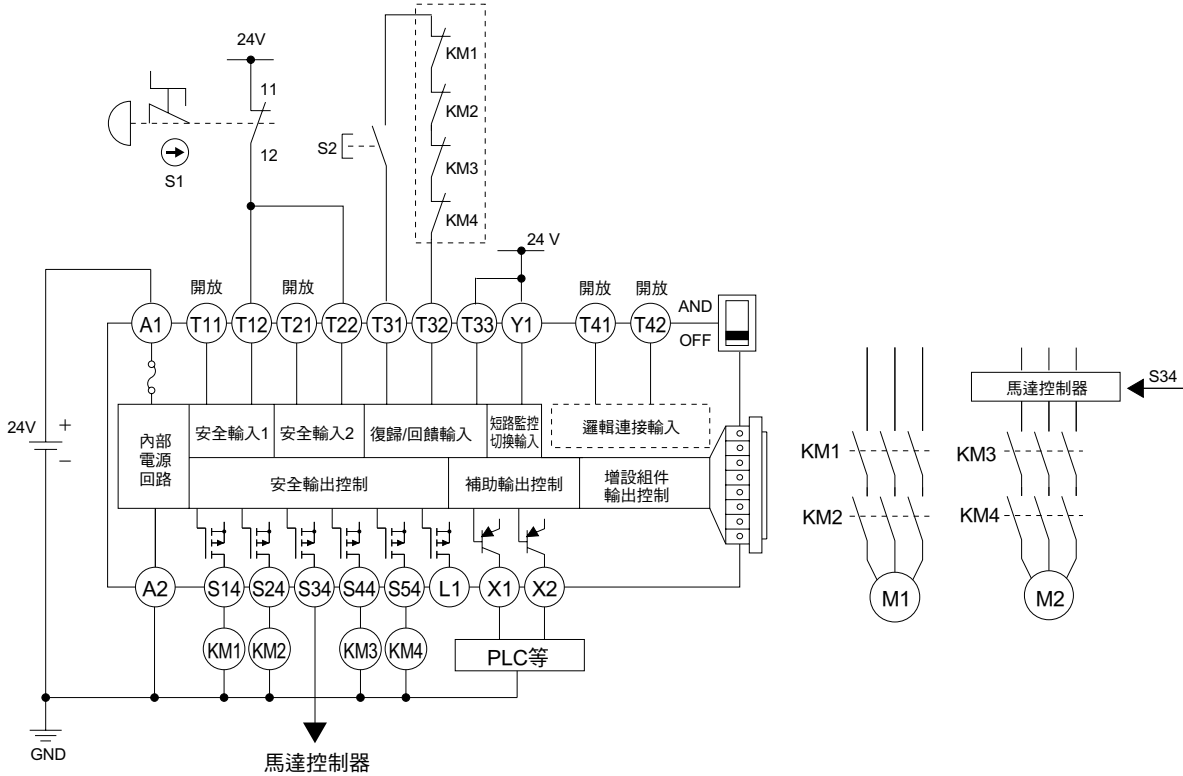 24V
11
12
S1
S2
KM1
KM2
KM3
KM4
24 V
開放
開放
開放
開放
A1
T11
T12
T21
T22
T31
T32
T33
Y1
T41
T42
AND
OFF
24V
+
−
內部
電源
回路
安全輸入1
安全輸入2
復歸/回饋輸入
短路監控
切換輸入
邏輯連接輸入
安全輸出控制
補助輸出控制
增設組件
輸出控制
A2
S14
S24
S34
S44
S54
L1
X1
X2
KM1
KM2
KM3
KM4
PLC等
GND
馬達控制器
KM1
KM2
M1
馬達控制器
S34
KM3
KM4
M2